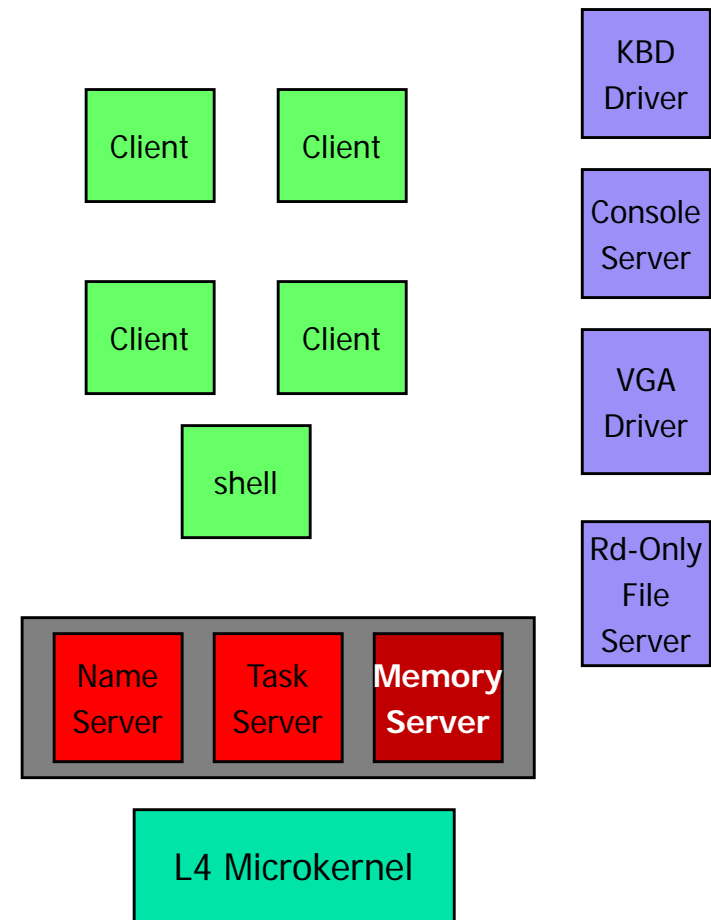 KBD
Driver
Client
Client
Console
Server
Client
Client
VGA
Driver
shell
Rd-Only
File
Server
Name
Server
Task
Server
Memory
Server
L4 Microkernel